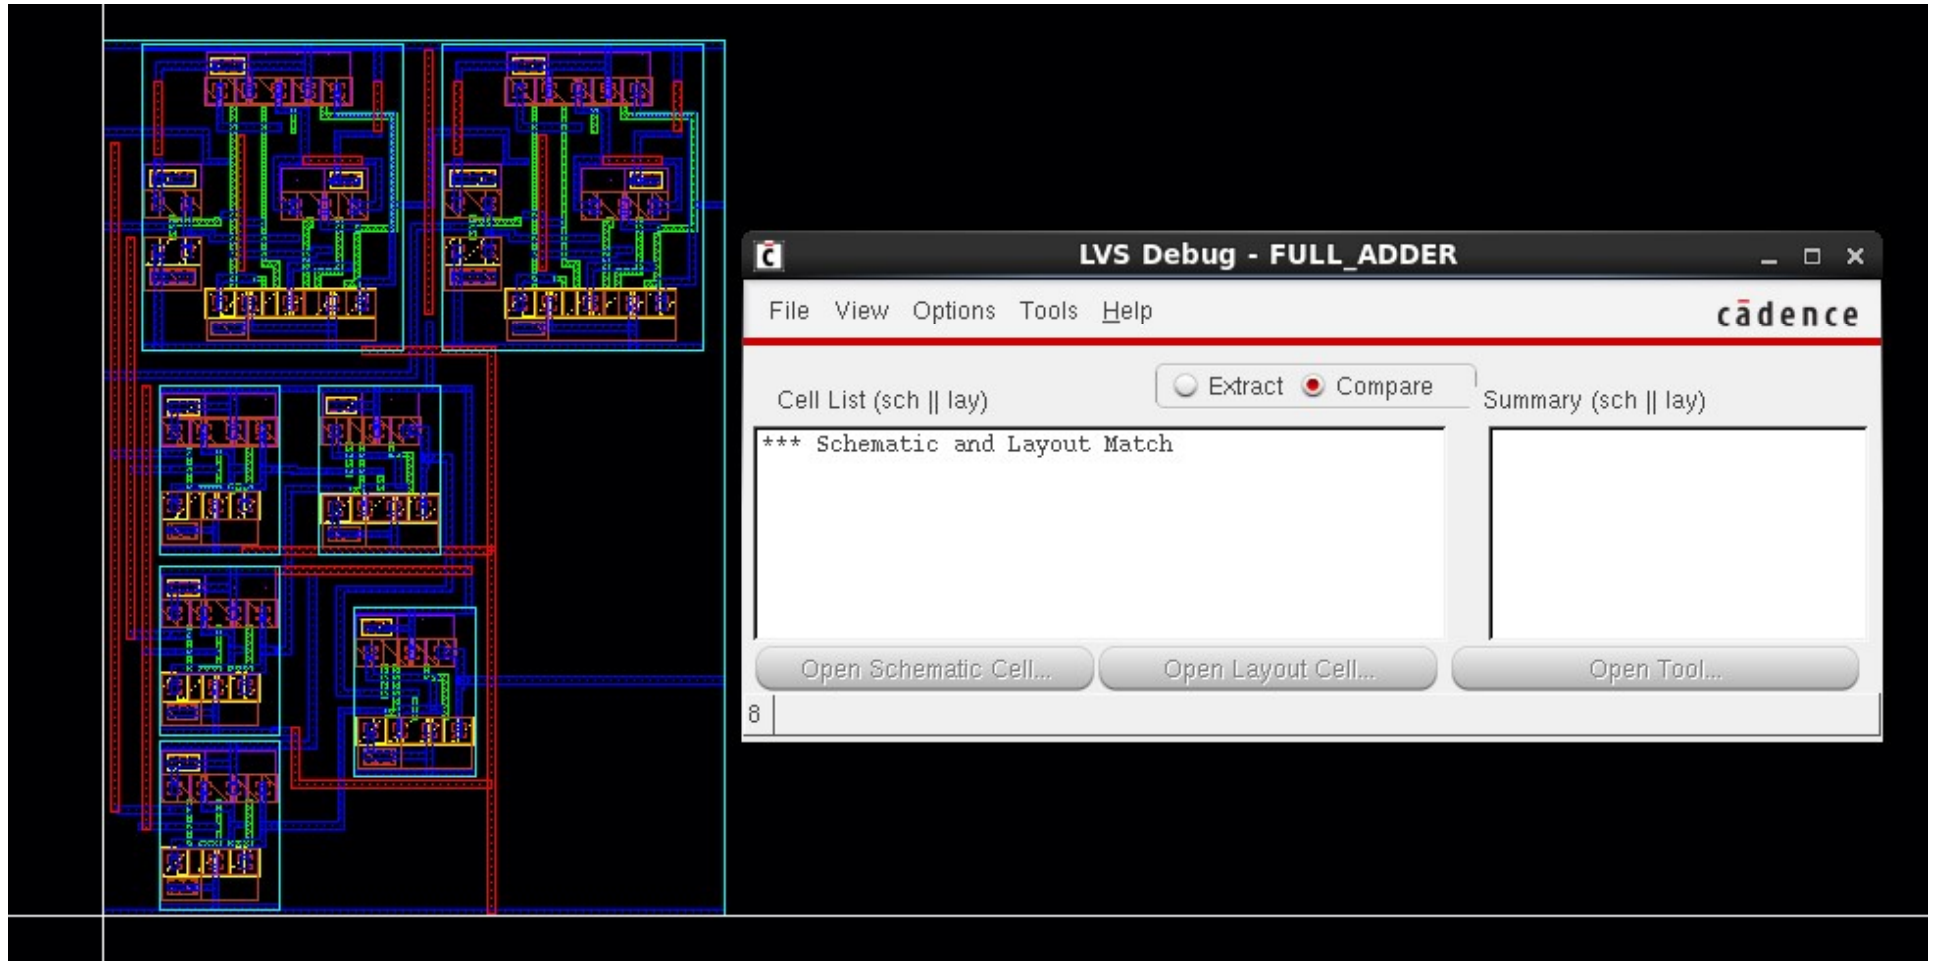 LVS Debug - FULL_ADDER
File View Options Tools Help
cādence
Extract Compare
Cell List (sch || lay)
Summary (sch || lay)
*** Schematic and Layout Match
Open Schematic Cell... Open Layout Cell... Open Tool...
8